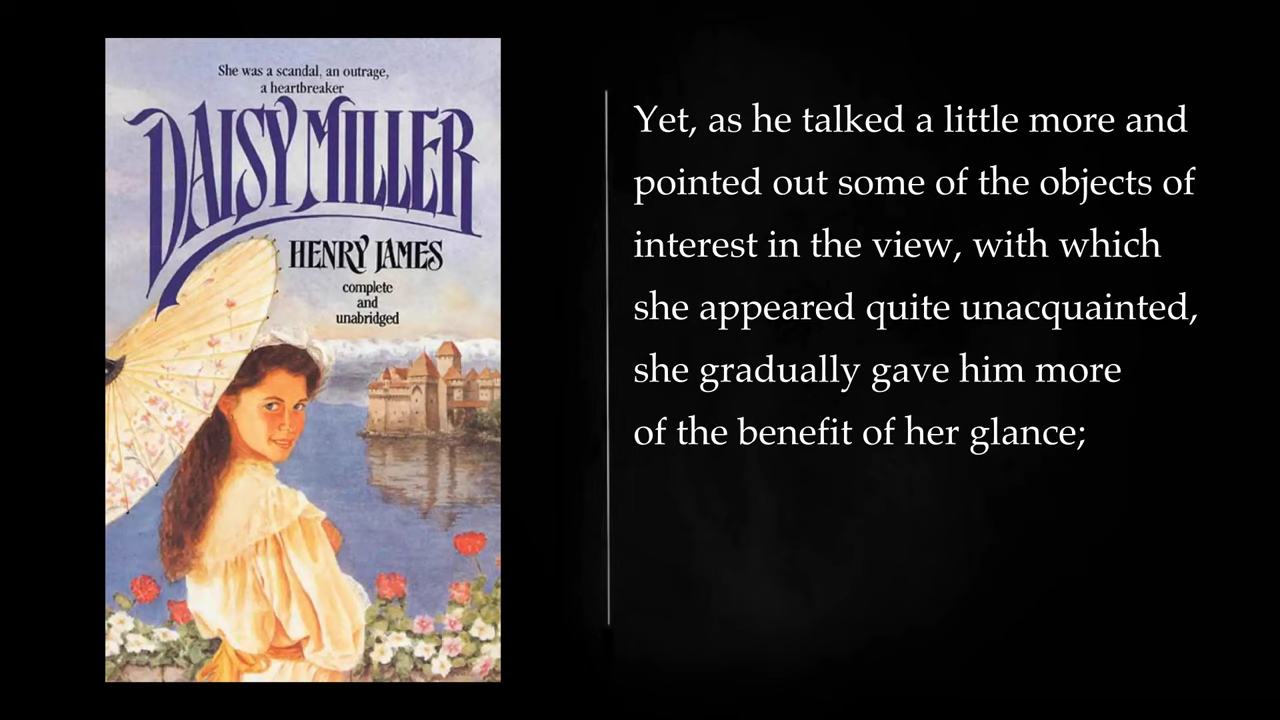 She was a scandal, an outrage,
a heartbreaker
DAISY MILLER
HENRY JAMES
complete
and
unabridged
Yet, as he talked a little more and
pointed out some of the objects of
interest in the view, with which
she appeared quite unacquainted,
she gradually gave him more
of the benefit of her glance;